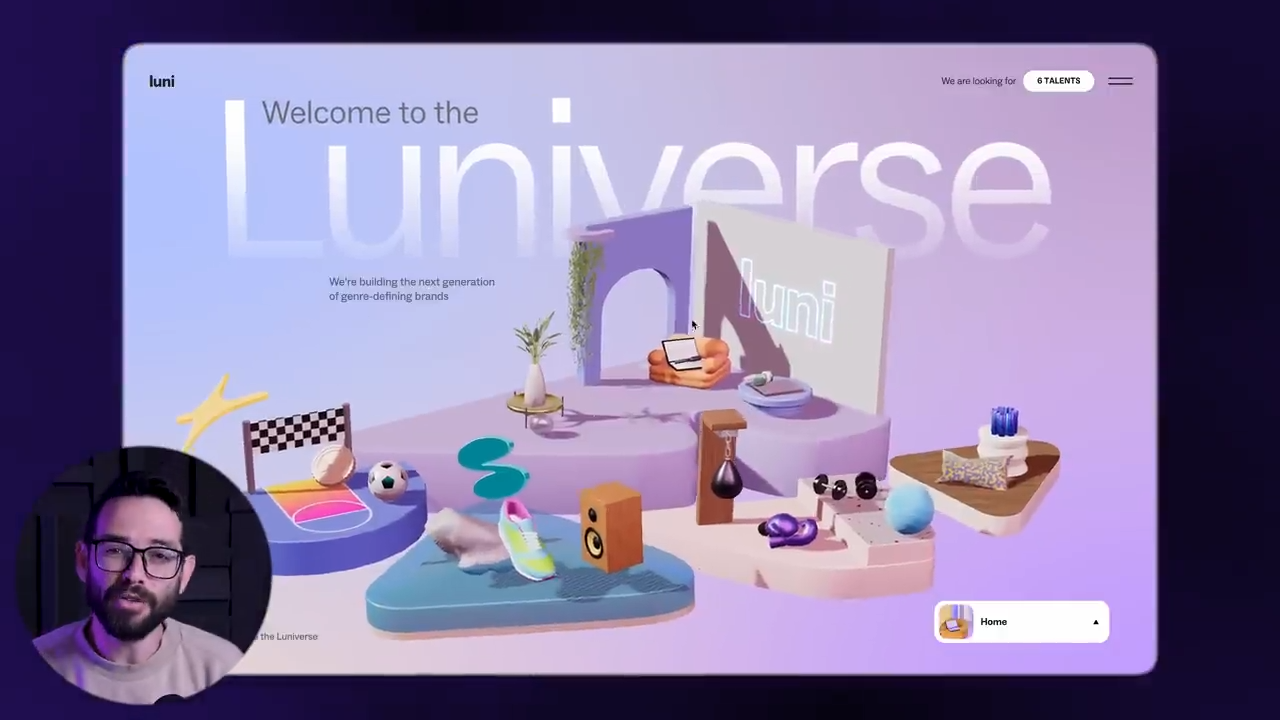 luni
We are looking for
6 TALENTS
Welcome to the
Luniverse
We're building the next generation
of genre-defining brands
luni
the Luniverse
Home